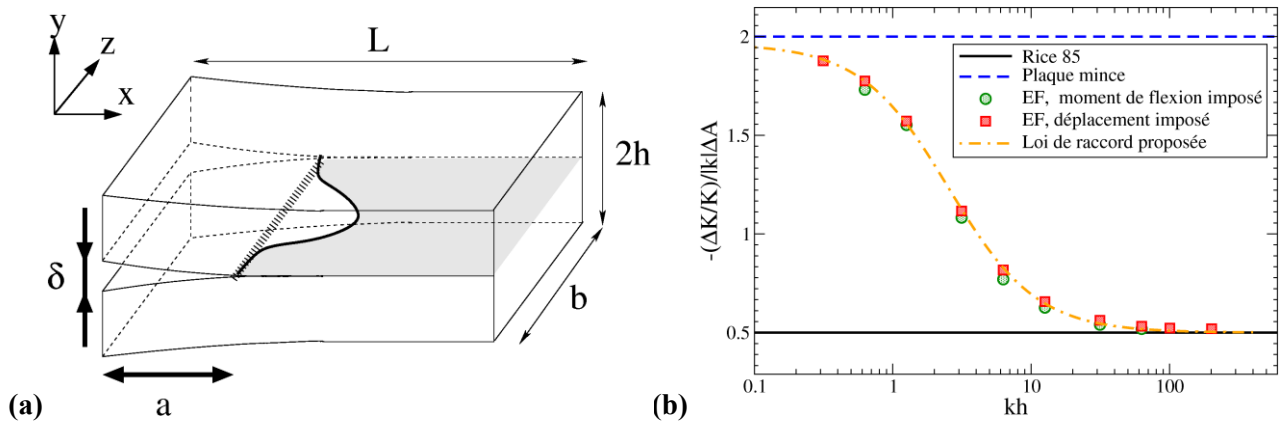 y
z
x
L
2h
δ
b
a
(a)
-(ΔK/K)/|k|ΔA
2
1.5
1
0.5
Rice 85
Plaque mince
EF, moment de flexion imposé
EF, déplacement imposé
Loi de raccord proposée
0.1 1 10 100
kh
(b)